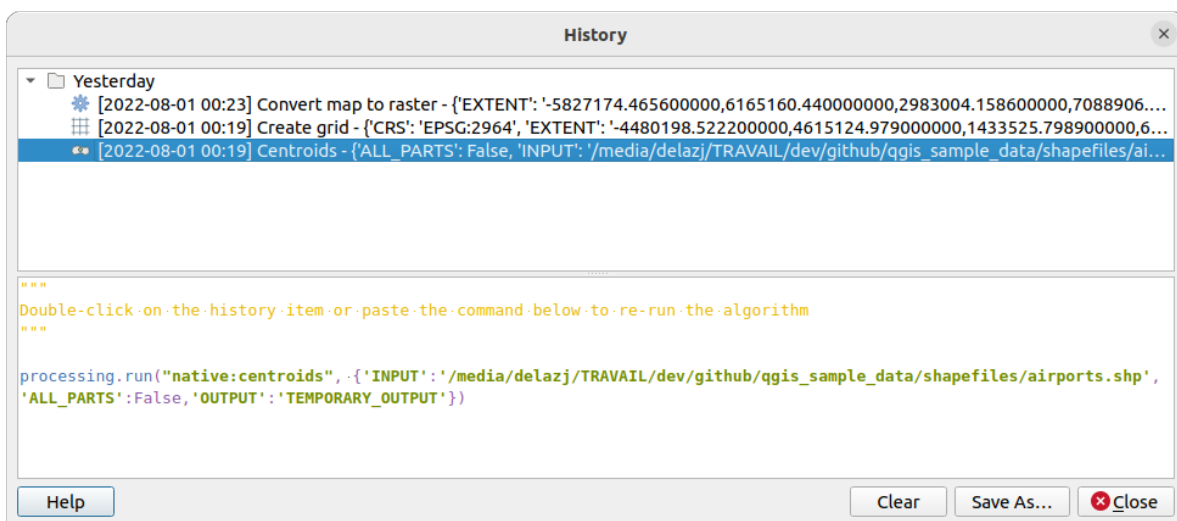 History
Yesterday
[2022-08-01 00:23] Convert map to raster - {'EXTENT': '-5827174.465600000,6165160.440000000,2983004.158600000,7088906....
[2022-08-01 00:19] Create grid - {'CRS': 'EPSG:2964', 'EXTENT': '-4480198.522200000,4615124.979000000,1433525.798900000,6...
[2022-08-01 00:19] Centroids - {'ALL_PARTS': False, 'INPUT': '/media/delazj/TRAVAIL/dev/github/qgis_sample_data/shapefiles/ai...
"""
Double-click·on·the·history·item·or·paste·the·command·below·to·re-run·the·algorithm
"""
processing.run("native:centroids",·{'INPUT':'/media/delazj/TRAVAIL/dev/github/qgis_sample_data/shapefiles/airports.shp',
'ALL_PARTS':False,'OUTPUT':'TEMPORARY_OUTPUT'})
Help Clear Save As... Close